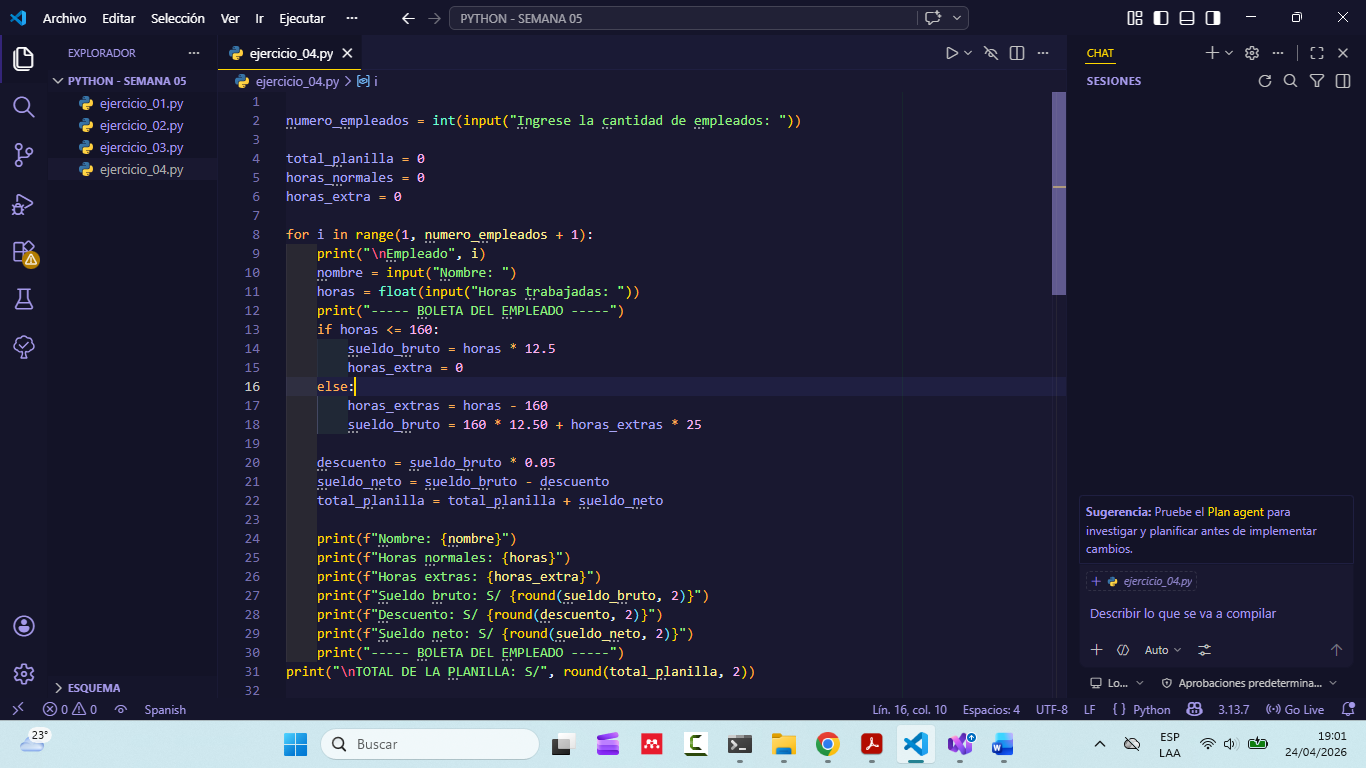 Archivo Editar Selección Ver Ir Ejecutar ···
PYTHON - SEMANA 05
EXPLORADOR ···
PYTHON - SEMANA 05
ejercicio_01.py
ejercicio_02.py
ejercicio_03.py
ejercicio_04.py
ESQUEMA
ejercicio_04.py
ejercicio_04.py > i
1
2 numero_empleados = int(input("Ingrese la cantidad de empleados: "))
3
4 total_planilla = 0
5 horas_normales = 0
6 horas_extra = 0
7
8 for i in range(1, numero_empleados + 1):
9     print("\nEmpleado", i)
10     nombre = input("Nombre: ")
11     horas = float(input("Horas trabajadas: "))
12     print("----- BOLETA DEL EMPLEADO -----")
13     if horas <= 160:
14         sueldo_bruto = horas * 12.5
15         horas_extra = 0
16     else:
17         horas_extras = horas - 160
18         sueldo_bruto = 160 * 12.50 + horas_extras * 25
19
20     descuento = sueldo_bruto * 0.05
21     sueldo_neto = sueldo_bruto - descuento
22     total_planilla = total_planilla + sueldo_neto
23
24     print(f"Nombre: {nombre}")
25     print(f"Horas normales: {horas}")
26     print(f"Horas extras: {horas_extra}")
27     print(f"Sueldo bruto: S/ {round(sueldo_bruto, 2)}")
28     print(f"Descuento: S/ {round(descuento, 2)}")
29     print(f"Sueldo neto: S/ {round(sueldo_neto, 2)}")
30     print("----- BOLETA DEL EMPLEADO -----")
31 print("\nTOTAL DE LA PLANILLA: S/", round(total_planilla, 2))
32
CHAT
SESIONES
Sugerencia: Pruebe el Plan agent para
investigar y planificar antes de implementar
cambios.
ejercicio_04.py
Describir lo que se va a compilar
Auto
Lo... Aprobaciones predetermina...
0 0 Spanish Lín. 16, col. 10 Espacios: 4 UTF-8 LF { } Python 3.13.7 Go Live
23°
Buscar
ESP
LAA
19:01
24/04/2026